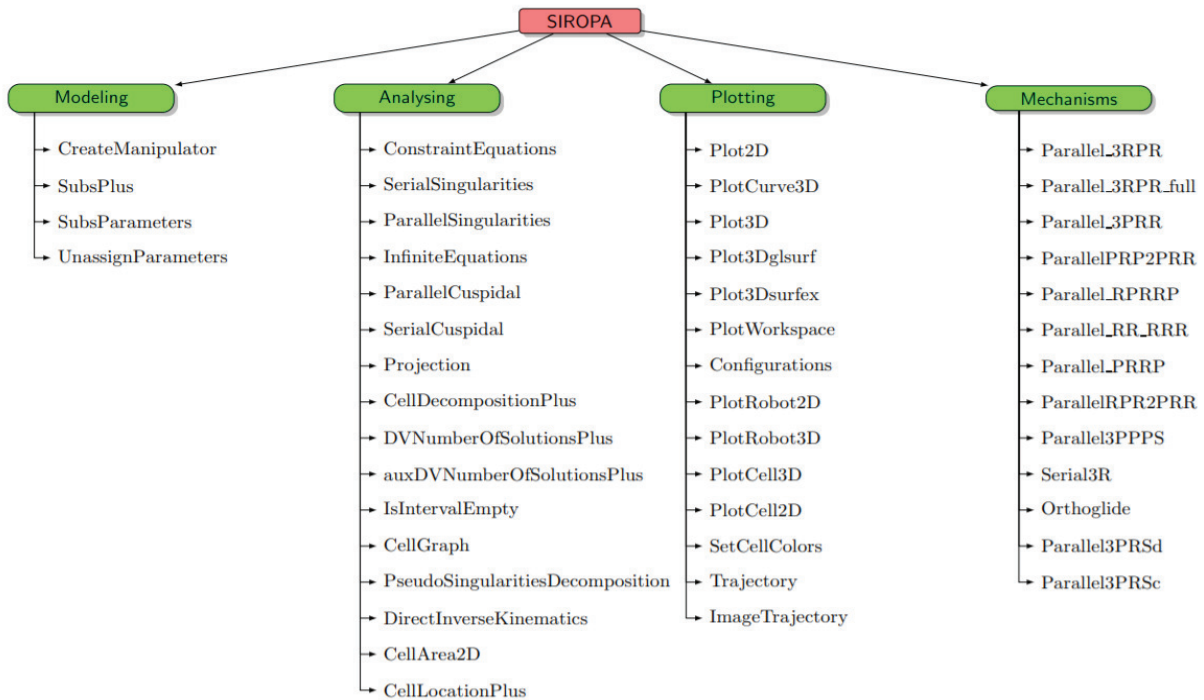 SIROPA
Modeling
CreateManipulator
SubsPlus
SubsParameters
UnassignParameters
Analysing
ConstraintEquations
SerialSingularities
ParallelSingularities
InfiniteEquations
ParallelCuspidal
SerialCuspidal
Projection
CellDecompositionPlus
DVNumberOfSolutionsPlus
auxDVNumberOfSolutionsPlus
IsIntervalEmpty
CellGraph
PseudoSingularitiesDecomposition
DirectInverseKinematics
CellArea2D
CellLocationPlus
Plotting
Plot2D
PlotCurve3D
Plot3D
Plot3Dglsurf
Plot3Dsurfex
PlotWorkspace
Configurations
PlotRobot2D
PlotRobot3D
PlotCell3D
PlotCell2D
SetCellColors
Trajectory
ImageTrajectory
Mechanisms
Parallel_3RPR
Parallel_3RPR_full
Parallel_3PRR
ParallelPRP2PRR
Parallel_RPRRP
Parallel_RR_RRR
Parallel_PRRP
ParallelRPR2PRR
Parallel3PPPS
Serial3R
Orthoglide
Parallel3PRSd
Parallel3PRSc